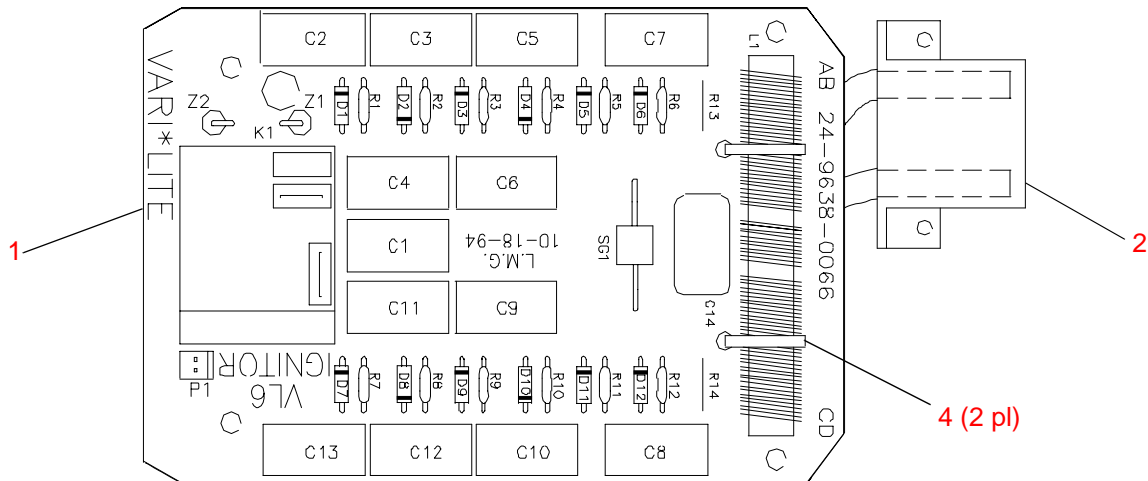 C2 C3 C5 C7
L1
VARI*LITE
Z2 Z1
K1
D1 R1 D2 R2 D3 R3 D4 R4 D5 R5 D6 R6 R13
AB 24-9638-0066 CD
C4 C6
1
C1
L.M.G.
10-18-94
SG1
2
C11 C9
C14
P1
VL6
IGNITOR
D7 R7 D8 R8 D9 R9 D10 R10 D11 R11 D12 R12 R14
4 (2 pl)
C13 C12 C10 C8